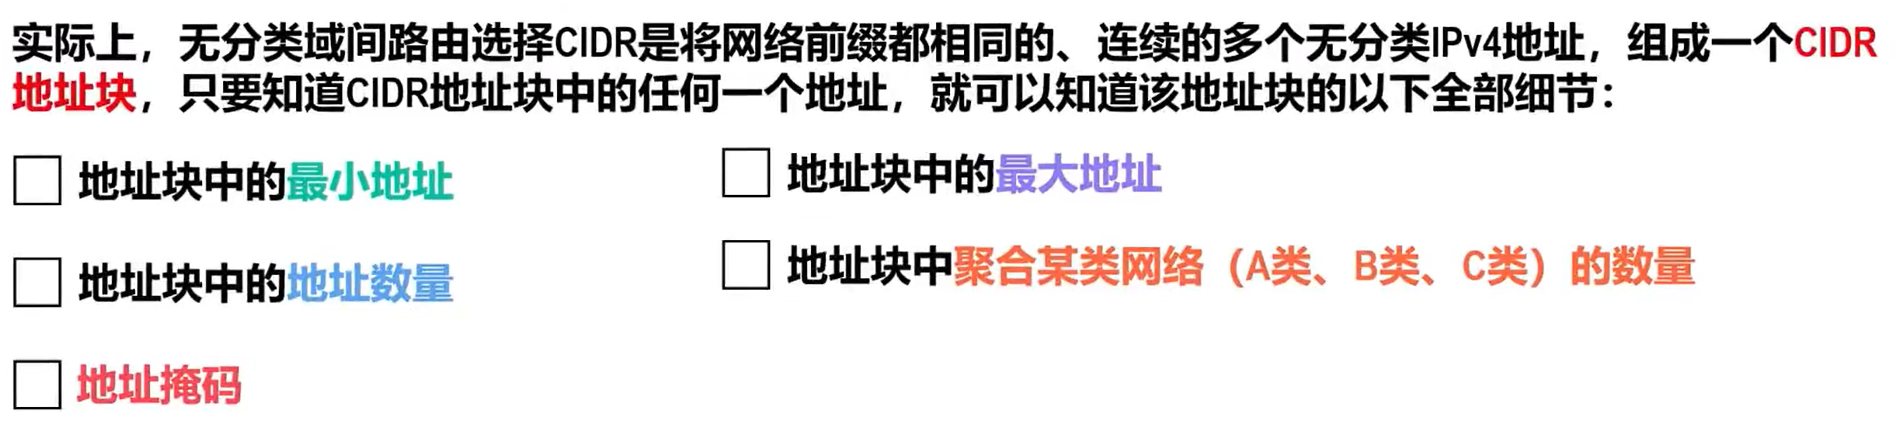 实际上，无分类域间路由选择CIDR是将网络前缀都相同的、连续的多个无分类IPv4地址，组成一个CIDR
地址块，只要知道CIDR地址块中的任何一个地址，就可以知道该地址块的以下全部细节：
地址块中的最小地址
地址块中的最大地址
地址块中的地址数量
地址块中聚合某类网络（A类、B类、C类）的数量
地址掩码